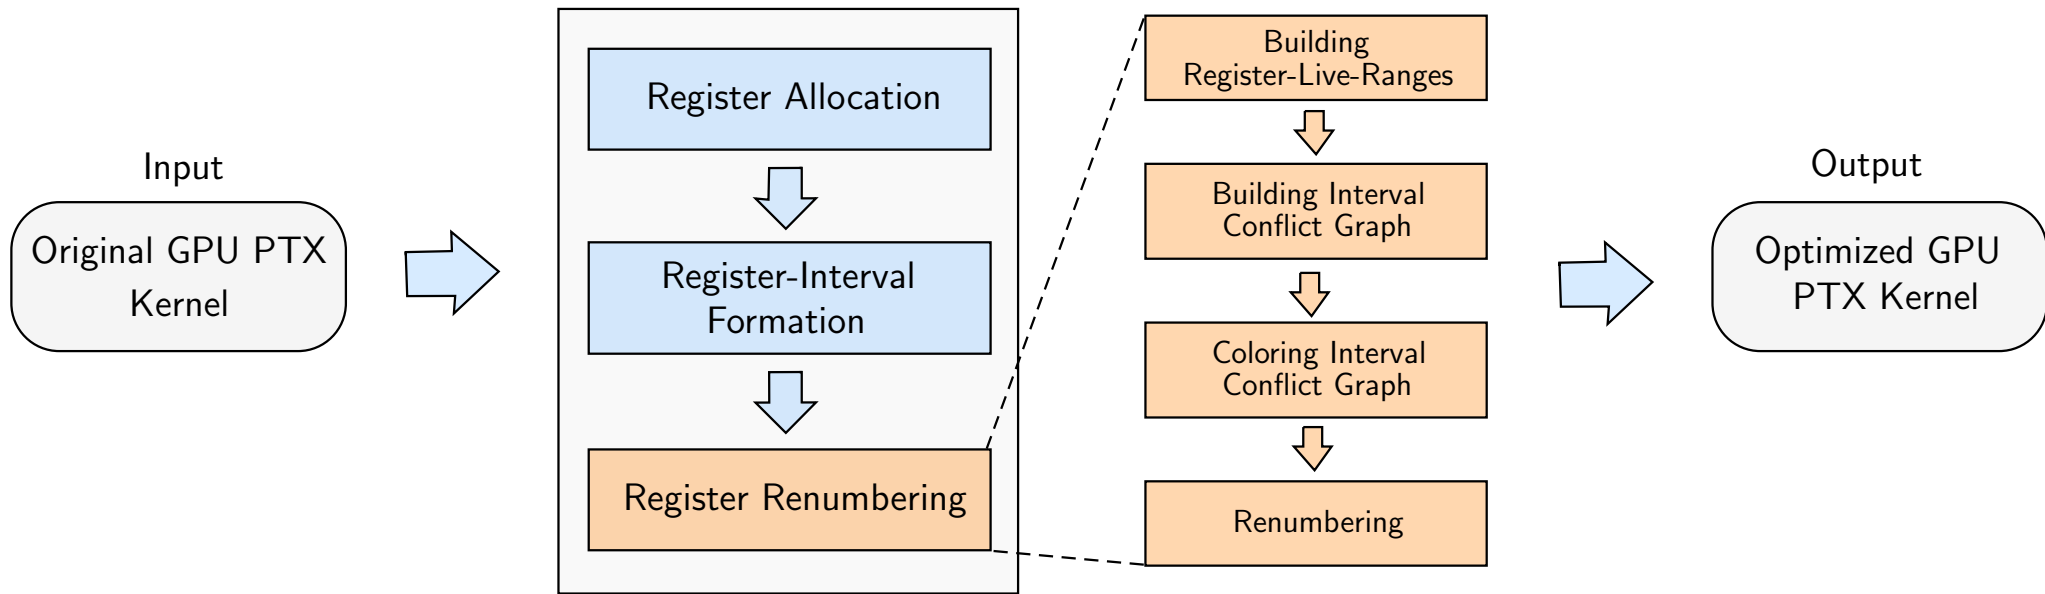 Input
Original GPU PTX
Kernel
Register Allocation
Register-Interval
Formation
Register Renumbering
Building
Register-Live-Ranges
Building Interval
Conflict Graph
Coloring Interval
Conflict Graph
Renumbering
Output
Optimized GPU
PTX Kernel